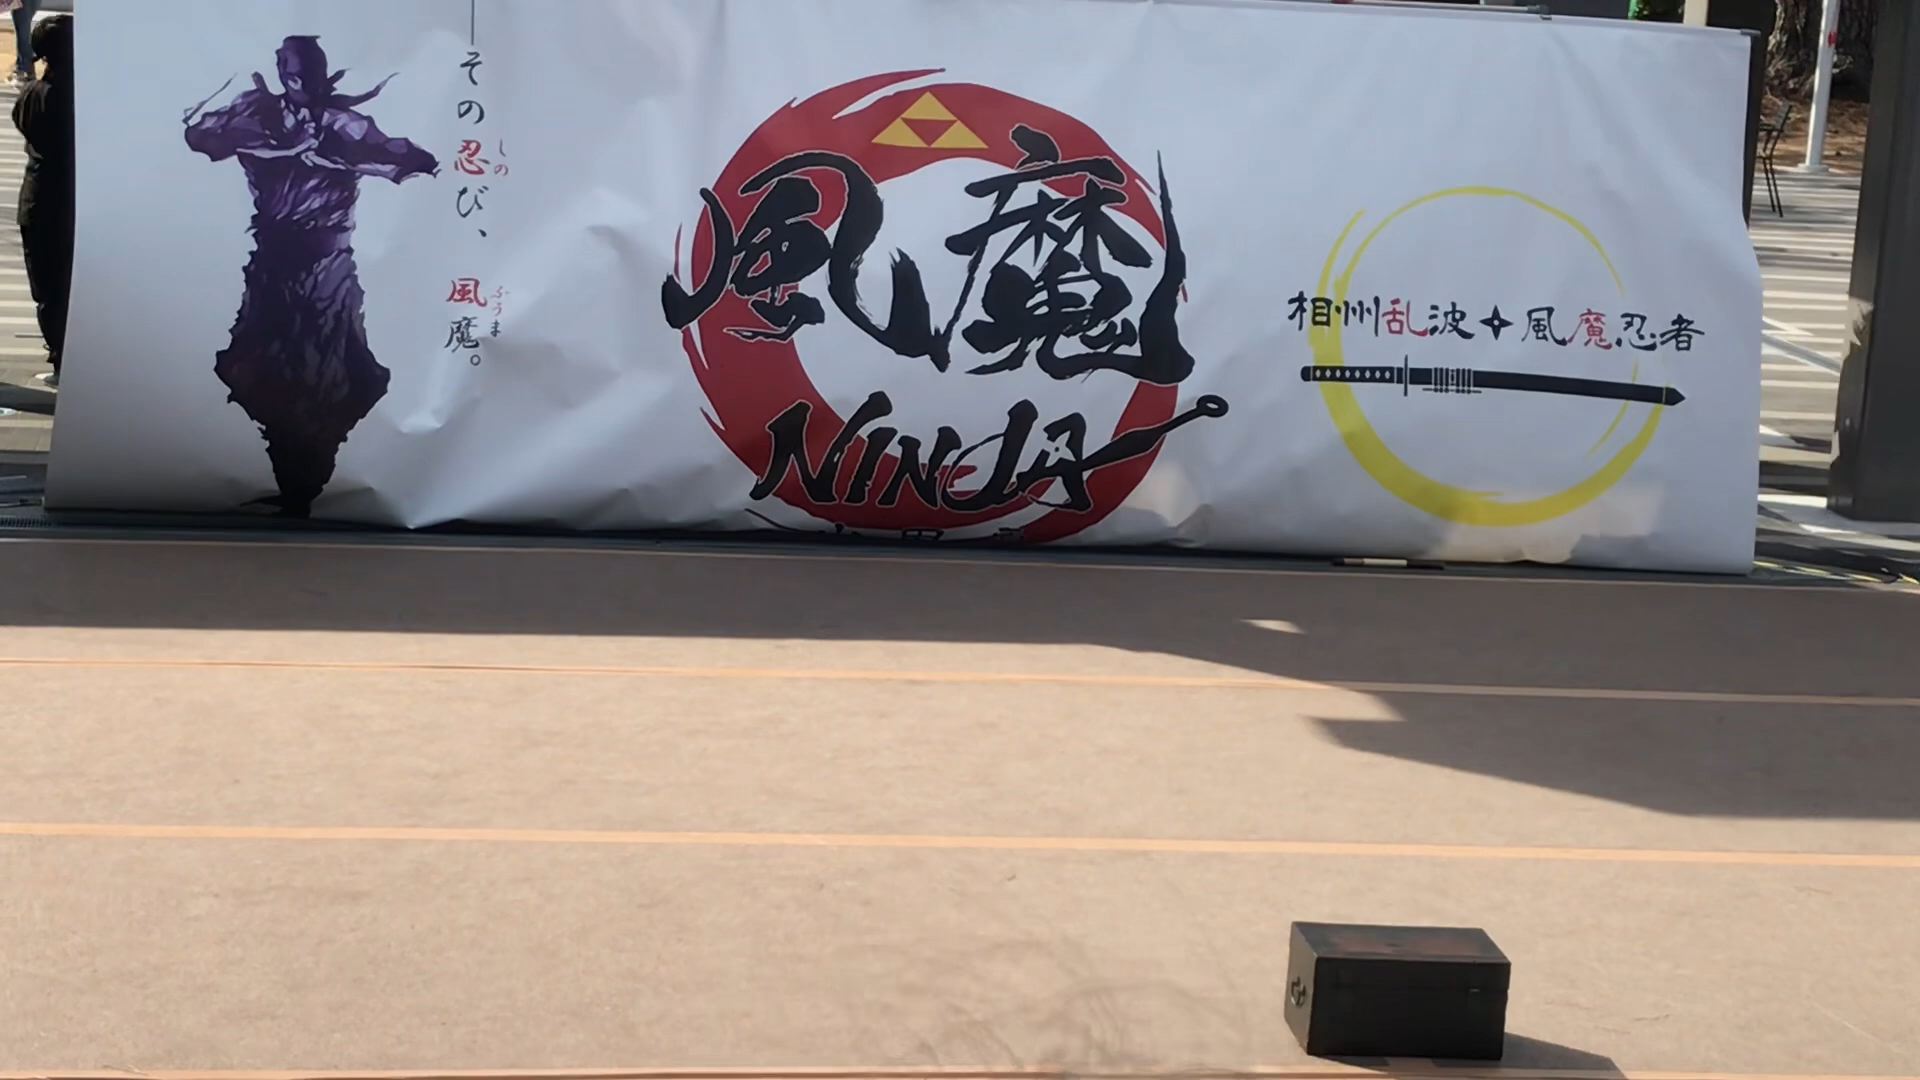 その忍び、
しの
風魔。
ふうま
風魔
NINJA
相州乱波 風魔忍者